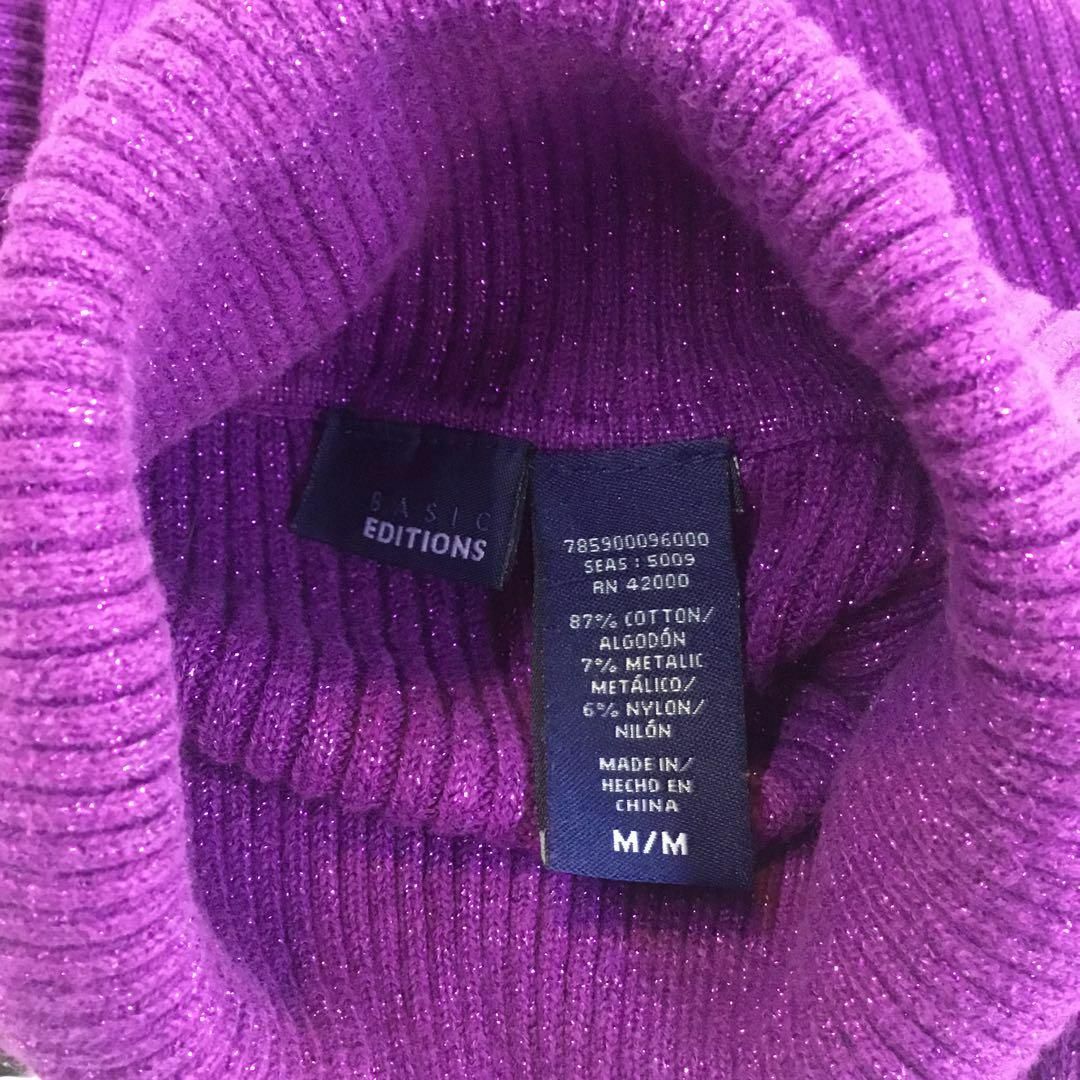 BASIC
EDITIONS
785900096000
SEAS : 5009
RN 42000
87% COTTON/
ALGODÓN
7% METALIC
METÁLICO/
6% NYLON/
NILÓN
MADE IN/
HECHO EN
CHINA
M/M